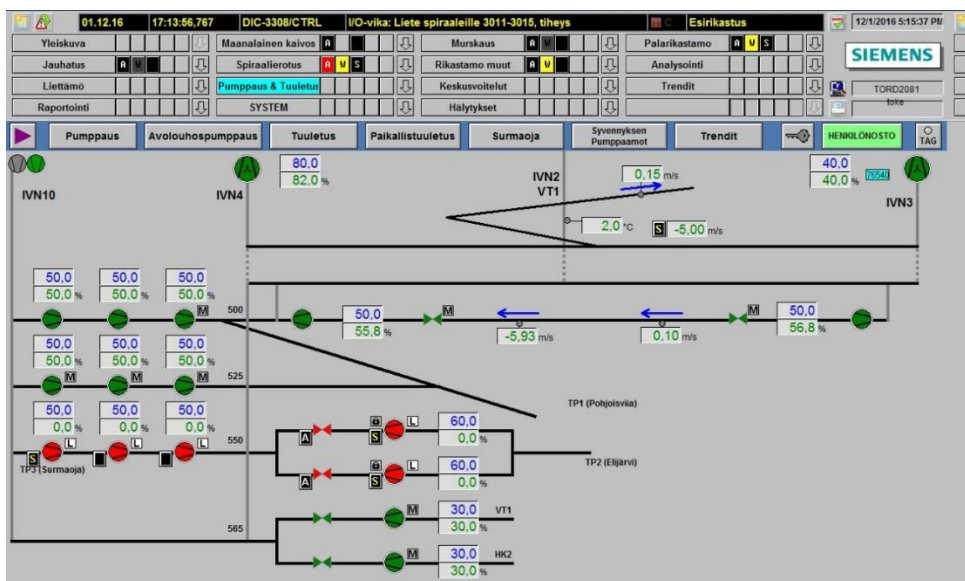 01.12.16 17:13:56,767 DIC-3308/CTRL I/O-vika: Liete spiraaleille 3011-3015, tiheys C Esirikastus 12/1/2016 5:15:37 PM
Yleiskuva Maanalainen kaivos A Murskaus A W Palarikastamo A W S
SIEMENS
Jauhatus A W Spiraalierotus A W S Rikastamo muut A W Analysointi
Liettämö Pumppaus & Tuuletus Keskusvoitelut Trendit TORD2081
toke
Raportointi SYSTEM Hälytykset
Pumppaus Avolouhospumppaus Tuuletus Paikallistuuletus Surmaoja Syvennyksen Pumppaamot Trendit HENKILÖNOSTO TAG
80,0 40,0
82,0 % IVN2 0,15 m/s 40,0 % 76540
IVN10 IVN4 VT1 IVN3
2,0 °C S -5,00 m/s
50,0 50,0 50,0
50,0 % 50,0 % 50,0 %
M 500 50,0 M M 50,0
55,8 % -5,93 m/s 0,10 m/s 56,8 %
50,0 50,0 50,0
50,0 % 50,0 % 50,0 %
M M M 525
50,0 50,0 50,0 TP1 (Pohjoisviia)
0,0 % 0,0 % 0,0 % 60,0
L L L 550 A S L 0,0 %
S
TP3 (Surmaoja) TP2 (Elijärvi)
60,0
A S L 0,0 %
M 30,0 VT1
565 30,0 %
M 30,0 HK2
30,0 %